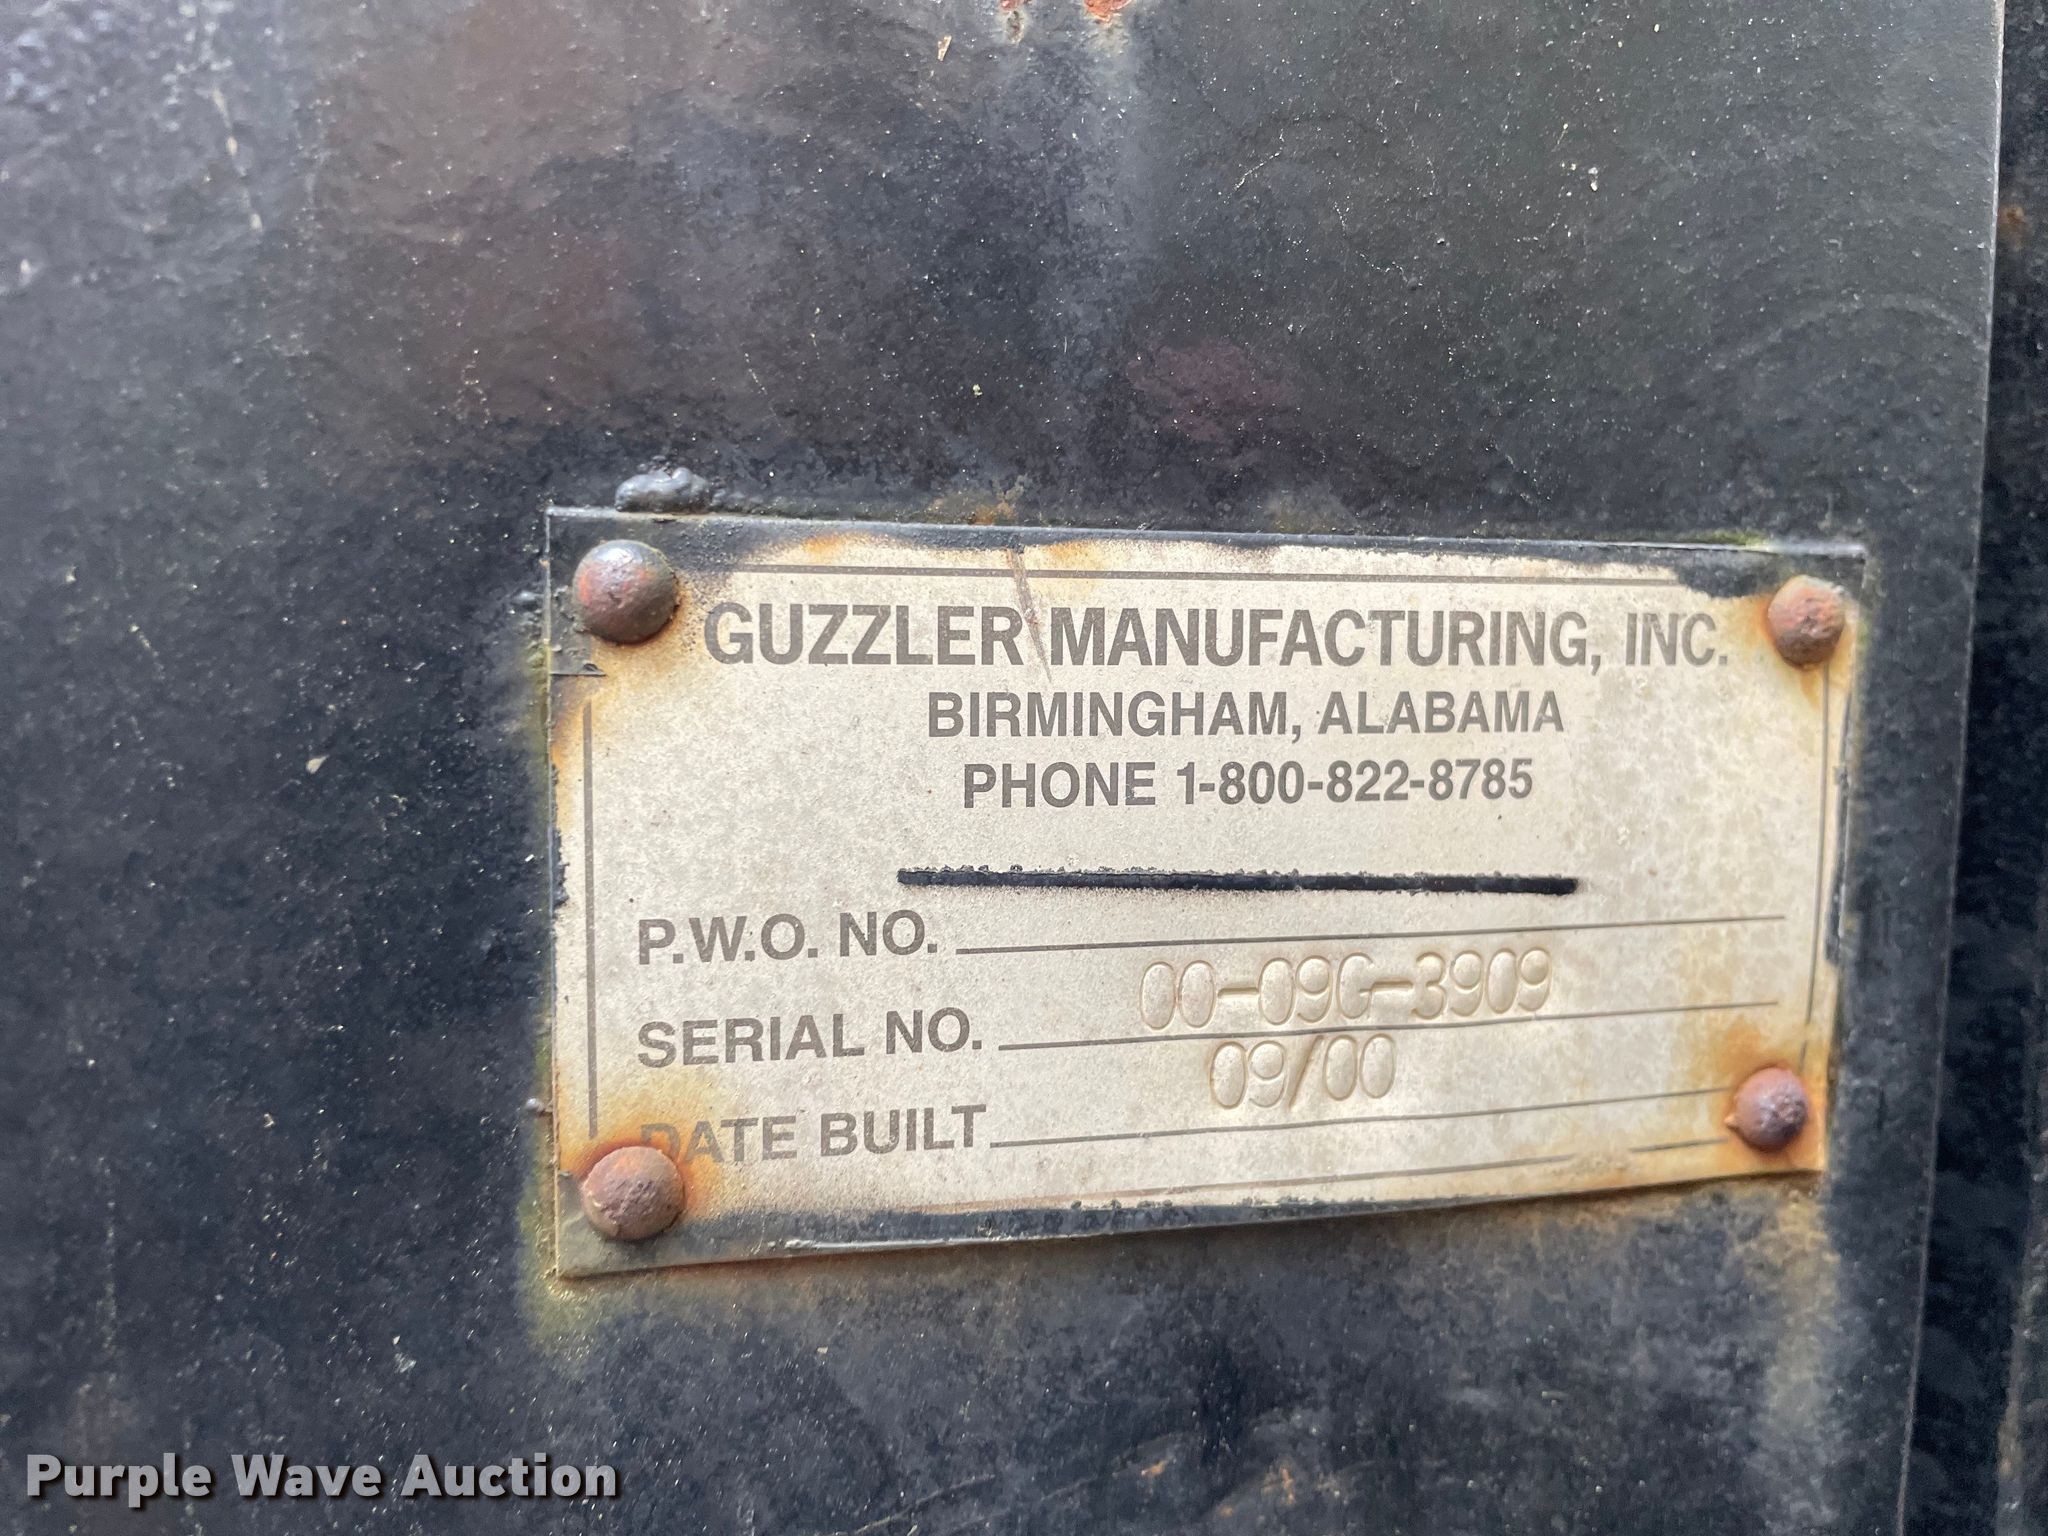 GUZZLER MANUFACTURING, INC.
BIRMINGHAM, ALABAMA
PHONE 1-800-822-8785
P.W.O. NO.
SERIAL NO. 00-09G-3909
DATE BUILT 09/00
Purple Wave Auction